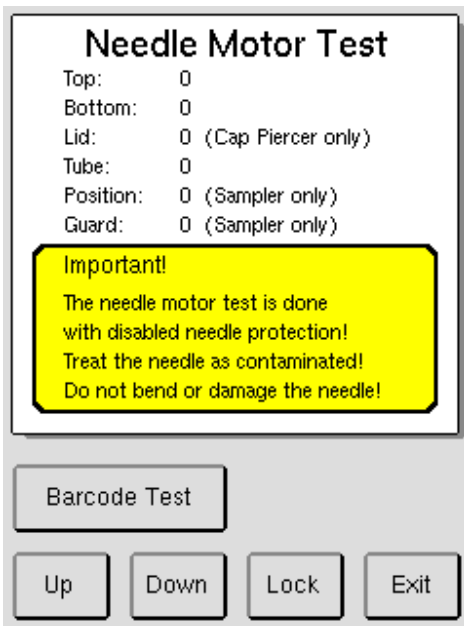 Needle Motor Test
Top: 0
Bottom: 0
Lid: 0 (Cap Piercer only)
Tube: 0
Position: 0 (Sampler only)
Guard: 0 (Sampler only)
Important!
The needle motor test is done
with disabled needle protection!
Treat the needle as contaminated!
Do not bend or damage the needle!
Barcode Test
Up Down Lock Exit